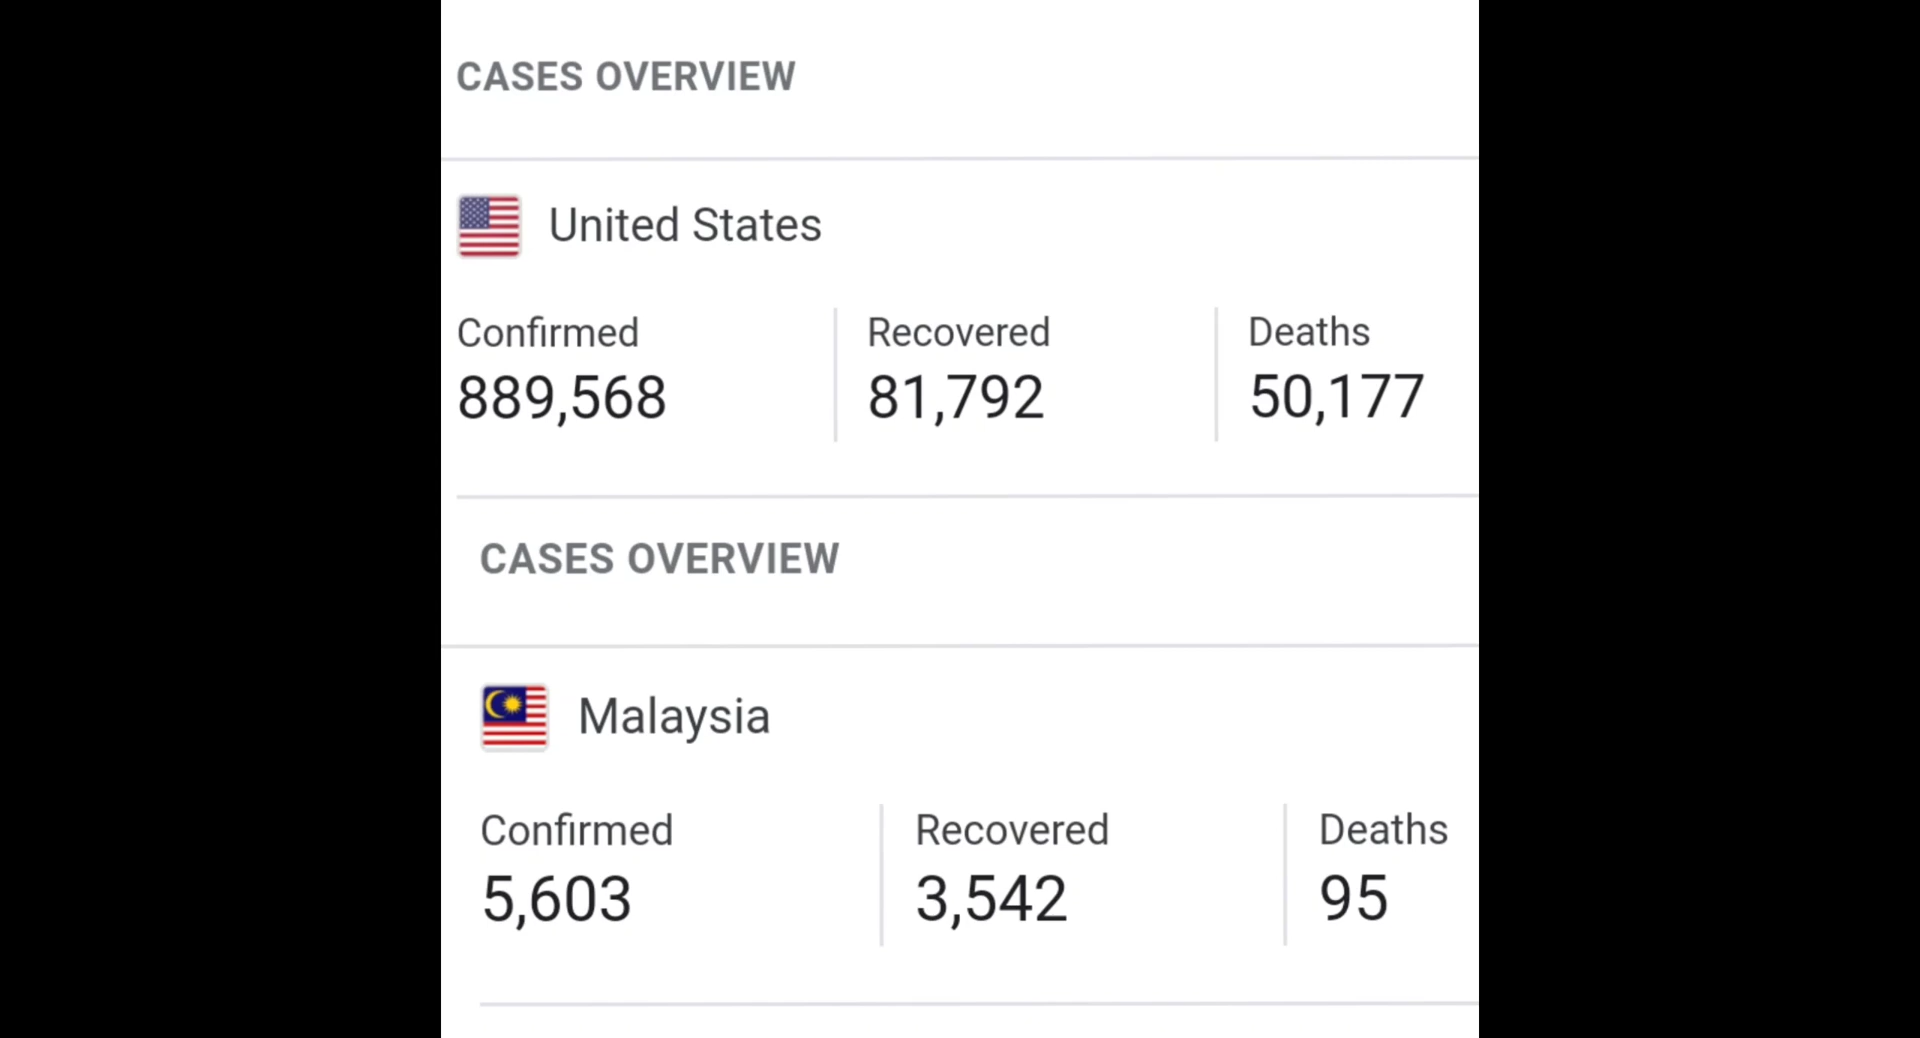 CASES OVERVIEW
United States
Confirmed Recovered Deaths
889,568 81,792 50,177
CASES OVERVIEW
Malaysia
Confirmed Recovered Deaths
5,603 3,542 95